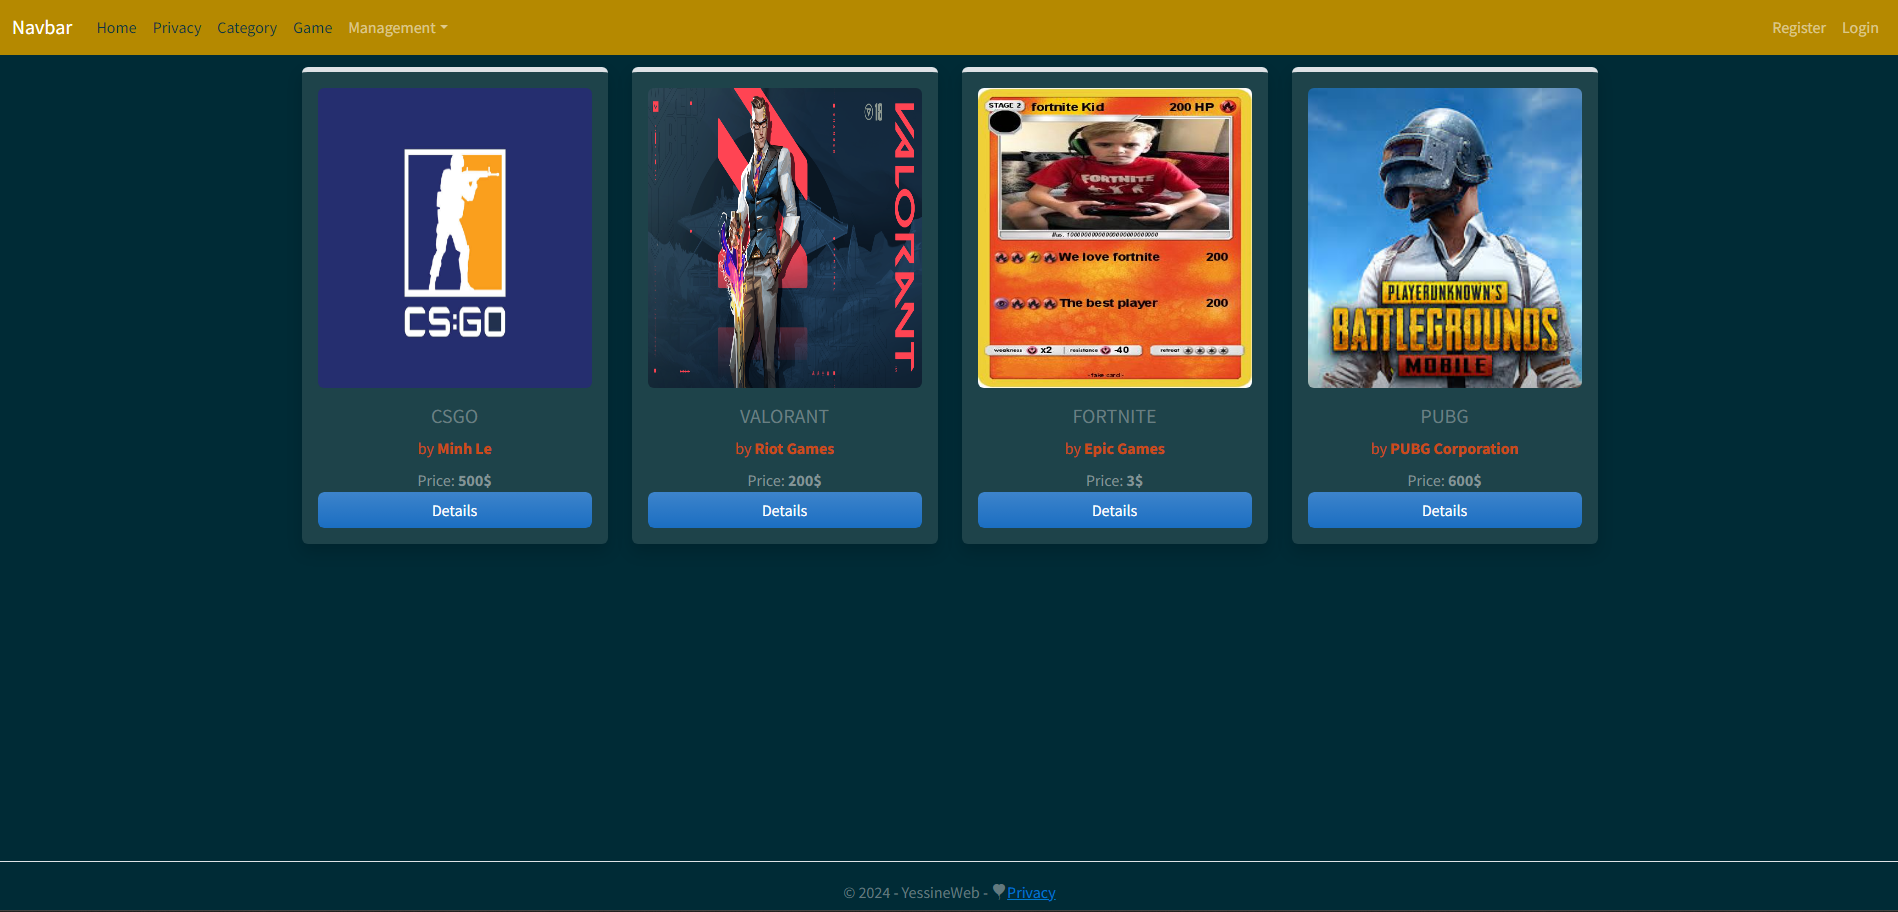 Navbar Home Privacy Category Game Management Register Login
CS:GO
VALORANT
18
STAGE 2 fortnite Kid 200 HP
FORTNITE
We love fortnite 200
The best player 200
weakness x2 resistance -40 retreat
-fake card-
PLAYERUNKNOWN'S
BATTLEGROUNDS
MOBILE
CSGO
by Minh Le
Price: 500$
Details
VALORANT
by Riot Games
Price: 200$
Details
FORTNITE
by Epic Games
Price: 3$
Details
PUBG
by PUBG Corporation
Price: 600$
Details
© 2024 - YessineWeb - Privacy